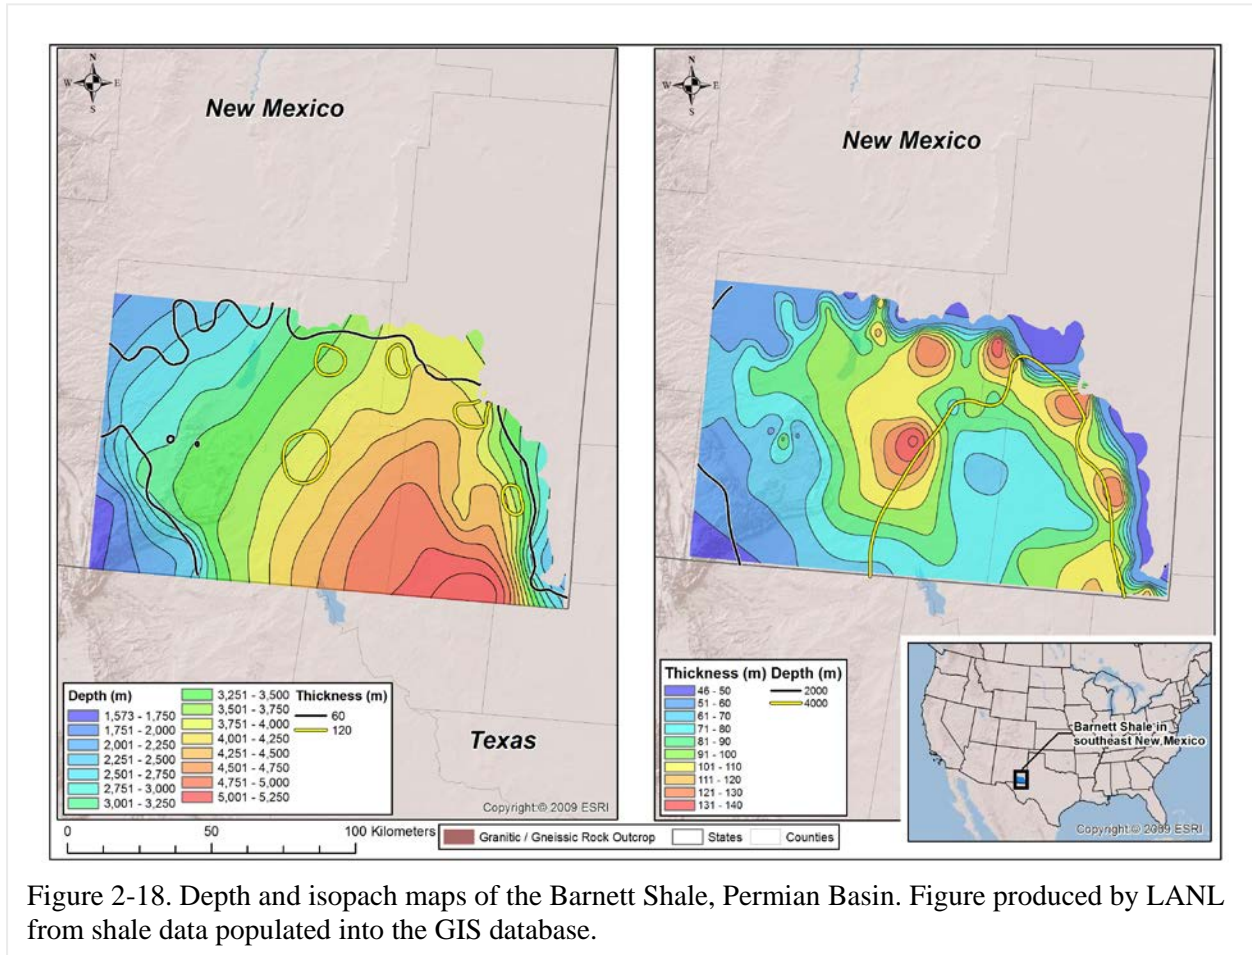 N
W E
S
New Mexico
Depth (m)
1,573 - 1,750
1,751 - 2,000
2,001 - 2,250
2,251 - 2,500
2,501 - 2,750
2,751 - 3,000
3,001 - 3,250
3,251 - 3,500
3,501 - 3,750
3,751 - 4,000
4,001 - 4,250
4,251 - 4,500
4,501 - 4,750
4,751 - 5,000
5,001 - 5,250
Thickness (m)
60
120
Texas
Copyright:© 2009 ESRI
N
W E
S
New Mexico
Thickness (m)
46 - 50
51 - 60
61 - 70
71 - 80
81 - 90
91 - 100
101 - 110
111 - 120
121 - 130
131 - 140
Depth (m)
2000
4000
Barnett Shale in
southeast New Mexico
Copyright:© 2009 ESRI
0 50 100 Kilometers
Granitic / Gneissic Rock Outcrop States Counties
Figure 2-18. Depth and isopach maps of the Barnett Shale, Permian Basin. Figure produced by LANL
from shale data populated into the GIS database.